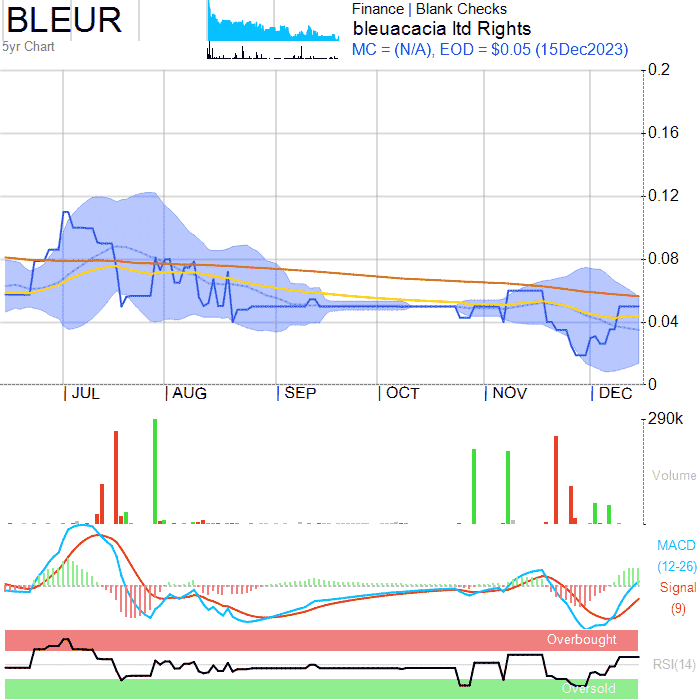 BLEUR
5yr Chart
Finance | Blank Checks
bleuacacia ltd Rights
MC = (N/A), EOD = $0.05 (15Dec2023)
0.2
0.16
0.12
0.08
0.04
0
JUL AUG SEP OCT NOV DEC
290k
Volume
MACD
(12-26)
Signal
(9)
Overbought
RSI(14)
Oversold